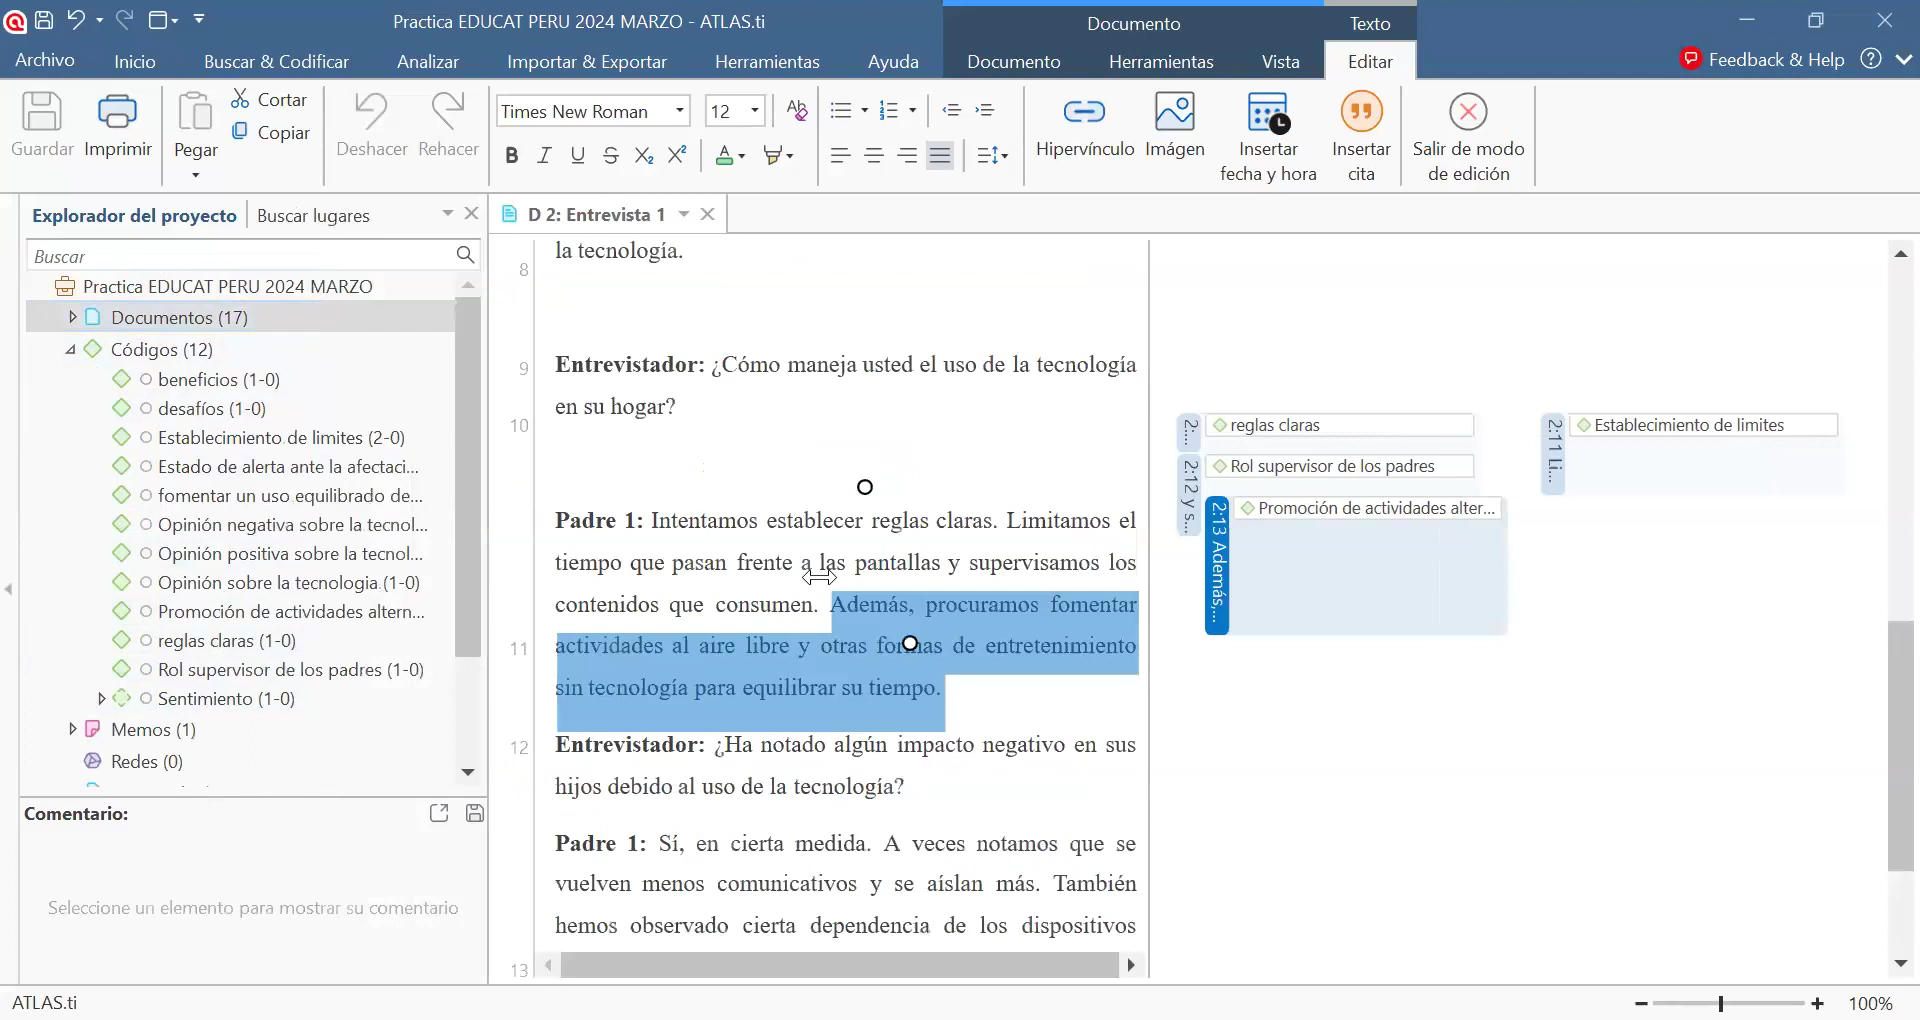 Practica EDUCAT PERU 2024 MARZO - ATLAS.ti
Documento
Texto
Archivo
Inicio
Buscar & Codificar
Analizar
Importar & Exportar
Herramientas
Ayuda
Documento
Herramientas
Vista
Editar
Feedback & Help
Guardar
Imprimir
Pegar
Cortar
Copiar
Deshacer
Rehacer
Times New Roman
12
Hipervínculo
Imágen
Insertar
fecha y hora
Insertar
cita
Salir de modo
de edición
Explorador del proyecto
Buscar lugares
Buscar
Practica EDUCAT PERU 2024 MARZO
Documentos (17)
Códigos (12)
beneficios (1-0)
desafíos (1-0)
Establecimiento de limites (2-0)
Estado de alerta ante la afectaci...
fomentar un uso equilibrado de...
Opinión negativa sobre la tecnol...
Opinión positiva sobre la tecnol...
Opinión sobre la tecnologia (1-0)
Promoción de actividades altern...
reglas claras (1-0)
Rol supervisor de los padres (1-0)
Sentimiento (1-0)
Memos (1)
Redes (0)
Comentario:
Seleccione un elemento para mostrar su comentario
D 2: Entrevista 1
la tecnología.
8
9
Entrevistador: ¿Cómo maneja usted el uso de la tecnología
en su hogar?
10
Padre 1: Intentamos establecer reglas claras. Limitamos el
tiempo que pasan frente a las pantallas y supervisamos los
contenidos que consumen. Además, procuramos fomentar
11
actividades al aire libre y otras formas de entretenimiento
sin tecnología para equilibrar su tiempo.
12
Entrevistador: ¿Ha notado algún impacto negativo en sus
hijos debido al uso de la tecnología?
Padre 1: Sí, en cierta medida. A veces notamos que se
vuelven menos comunicativos y se aíslan más. También
hemos observado cierta dependencia de los dispositivos
13
2:...
reglas claras
2:12 y s...
Rol supervisor de los padres
2:13 Además,...
Promoción de actividades alter...
2:11 Li...
Establecimiento de limites
ATLAS.ti
100%